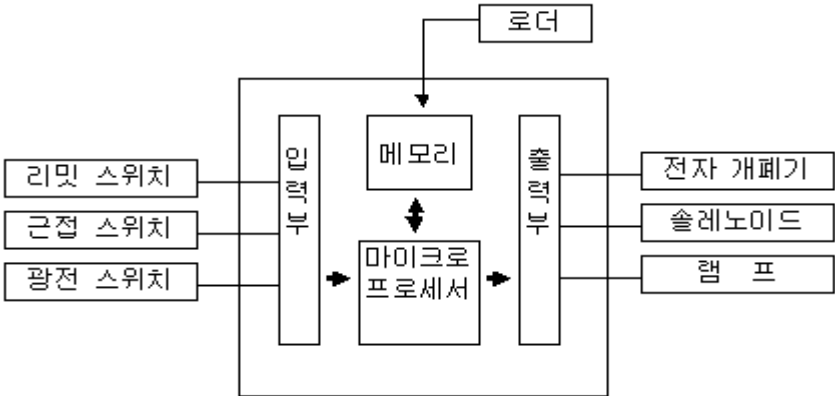 로더
입력부
메모리
출력부
리밋 스위치
근접 스위치
광전 스위치
마이크로
프로세서
전자 개폐기
솔레노이드
램 프